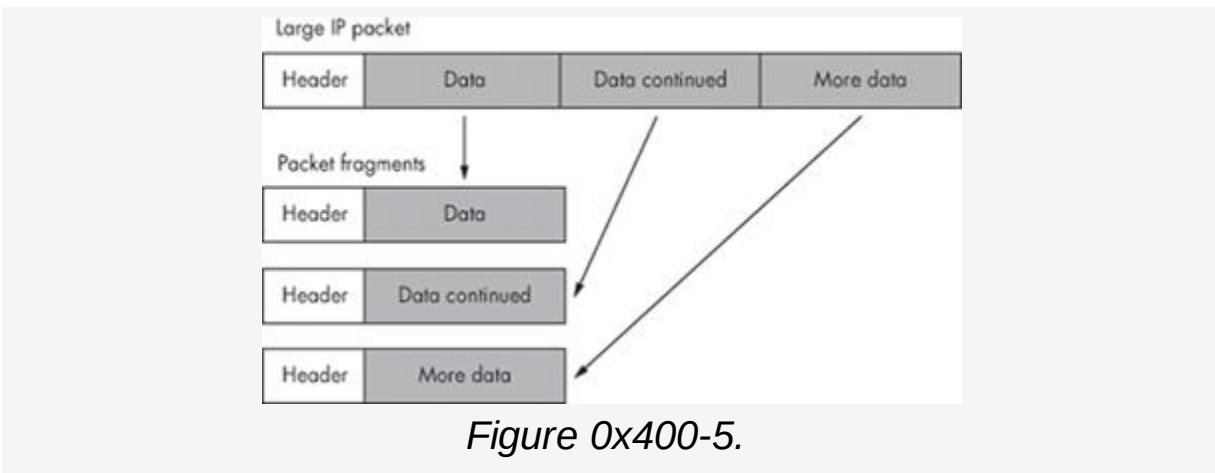 Large IP packet
Header Data Data continued More data
Packet fragments
Header Data
Header Data continued
Header More data
Figure 0x400-5.